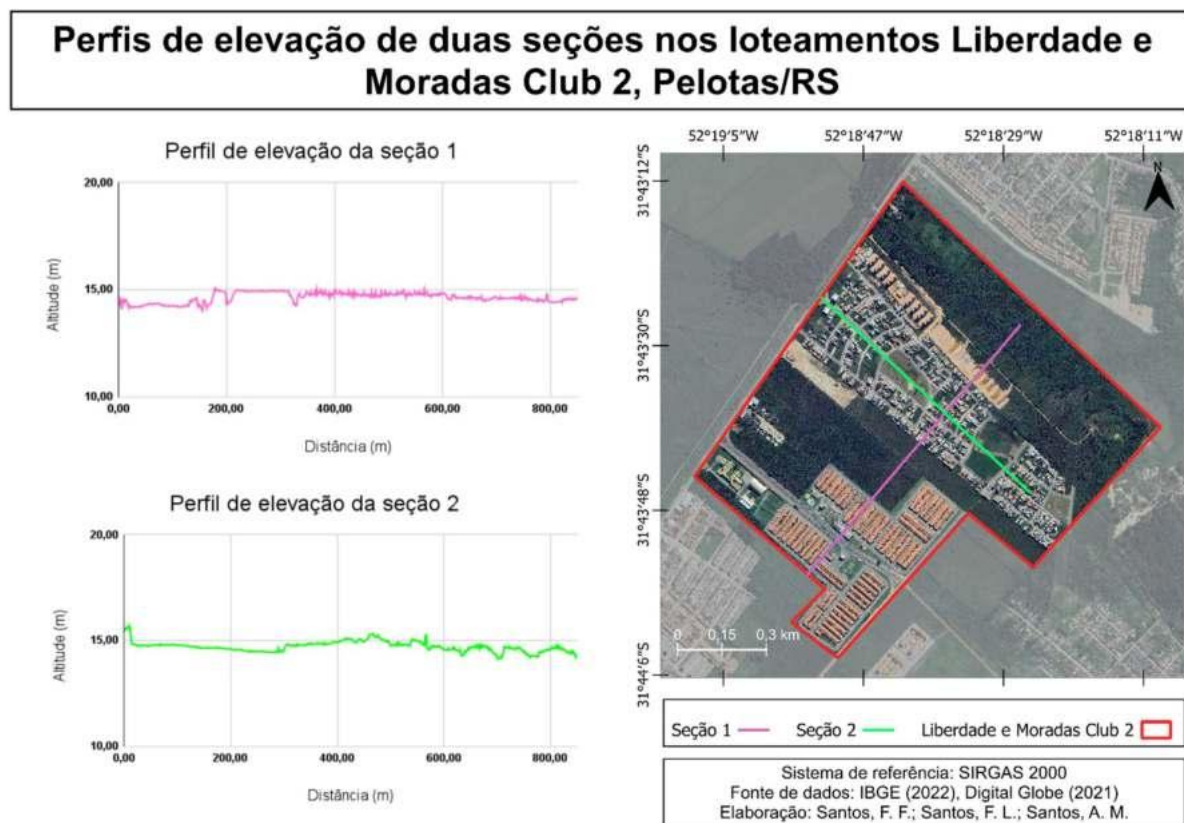 Perfis de elevação de duas seções nos loteamentos Liberdade e
Moradas Club 2, Pelotas/RS
Perfil de elevação da seção 1
20,00
15,00
10,00
Altitude (m)
0,00 200,00 400,00 600,00 800,00
Distância (m)
Perfil de elevação da seção 2
20,00
15,00
10,00
Altitude (m)
0,00 200,00 400,00 600,00 800,00
Distância (m)
52°19′5″W 52°18′47″W 52°18′29″W 52°18′11″W
N
31°43′12″S
31°43′30″S
31°43′48″S
31°44′6″S
0 0,15 0,3 km
Seção 1 Seção 2 Liberdade e Moradas Club 2
Sistema de referência: SIRGAS 2000
Fonte de dados: IBGE (2022), Digital Globe (2021)
Elaboração: Santos, F. F.; Santos, F. L.; Santos, A. M.